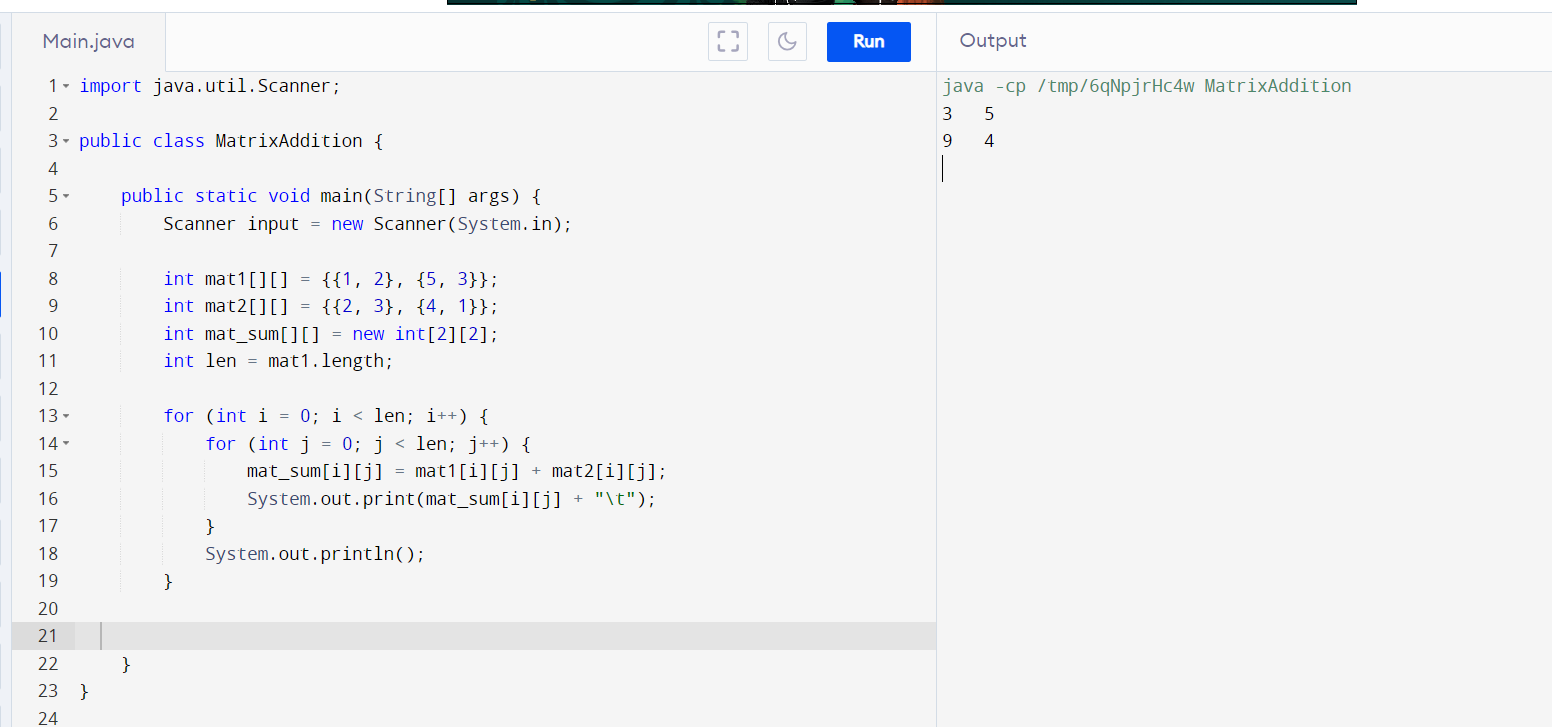 Main.java
Run
Output
1 import java.util.Scanner;
2
3 public class MatrixAddition {
4
5     public static void main(String[] args) {
6         Scanner input = new Scanner(System.in);
7
8         int mat1[][] = {{1, 2}, {5, 3}};
9         int mat2[][] = {{2, 3}, {4, 1}};
10         int mat_sum[][] = new int[2][2];
11         int len = mat1.length;
12
13         for (int i = 0; i < len; i++) {
14             for (int j = 0; j < len; j++) {
15                 mat_sum[i][j] = mat1[i][j] + mat2[i][j];
16                 System.out.print(mat_sum[i][j] + "\t");
17             }
18             System.out.println();
19         }
20
21
22     }
23 }
24
java -cp /tmp/6qNpjrHc4w MatrixAddition
3   5
9   4